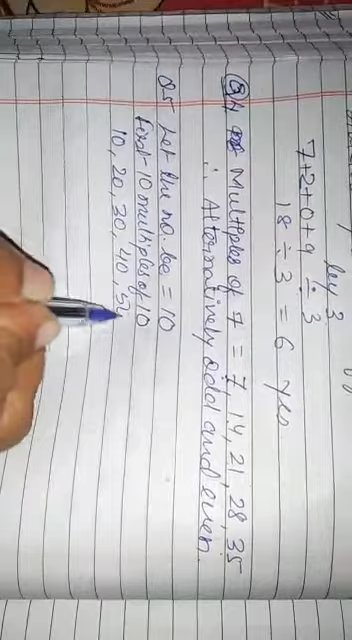 by 3
7+2+0+9 ÷ 3
18 ÷ 3 = 6 yes
Q4 Multiples of 7 = 7, 14, 21, 28, 35
∴ Alternatively odd and even.
Q5 Let the no. be = 10
first 10 multiples of 10
10, 20, 30, 40, 5